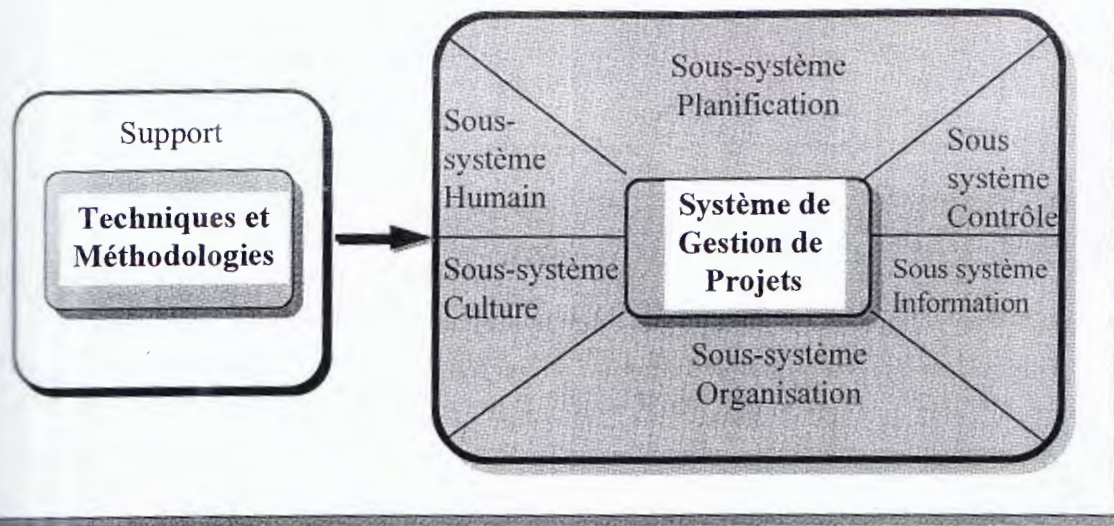 Support
Techniques et
Méthodologies
Sous-système
Planification
Sous-
système
Humain
Sous
système
Contrôle
Système de
Gestion de
Projets
Sous-système
Culture
Sous système
Information
Sous-système
Organisation